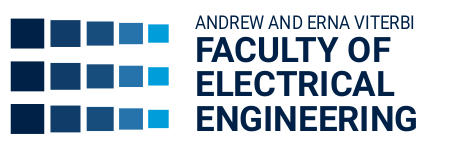 ANDREW AND ERNA VITERBI
FACULTY OF
ELECTRICAL
ENGINEERING